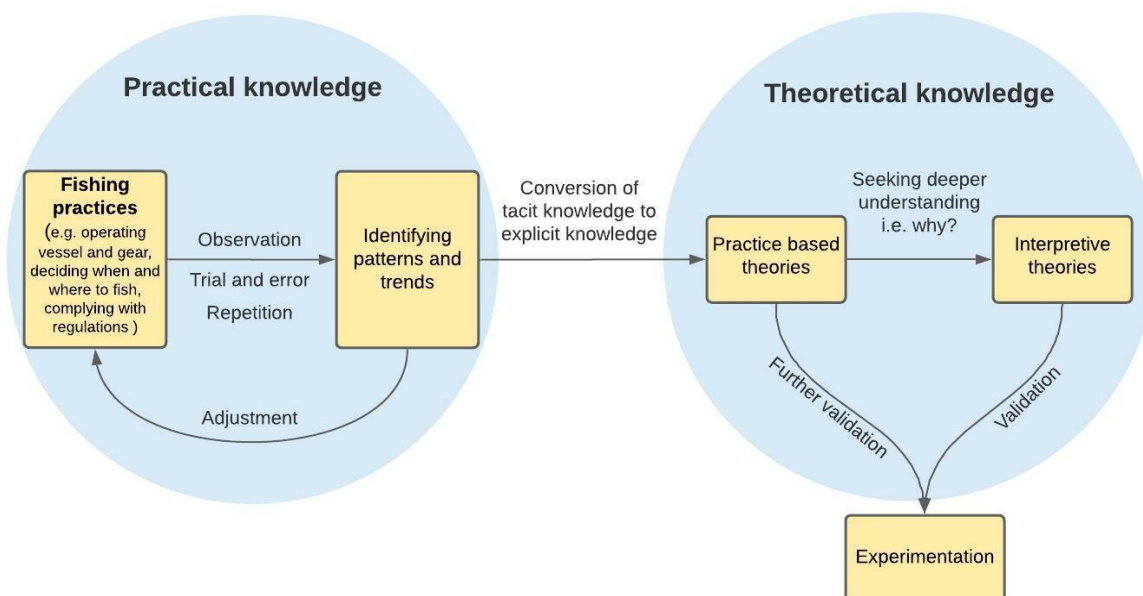 Practical knowledge
Fishing
practices
(e.g. operating
vessel and gear,
deciding when and
where to fish,
complying with
regulations )
Observation
Trial and error
Repetition
Identifying
patterns and
trends
Adjustment
Conversion of
tacit knowledge to
explicit knowledge
Theoretical knowledge
Practice based
theories
Seeking deeper
understanding
i.e. why?
Interpretive
theories
Further validation
Validation
Experimentation